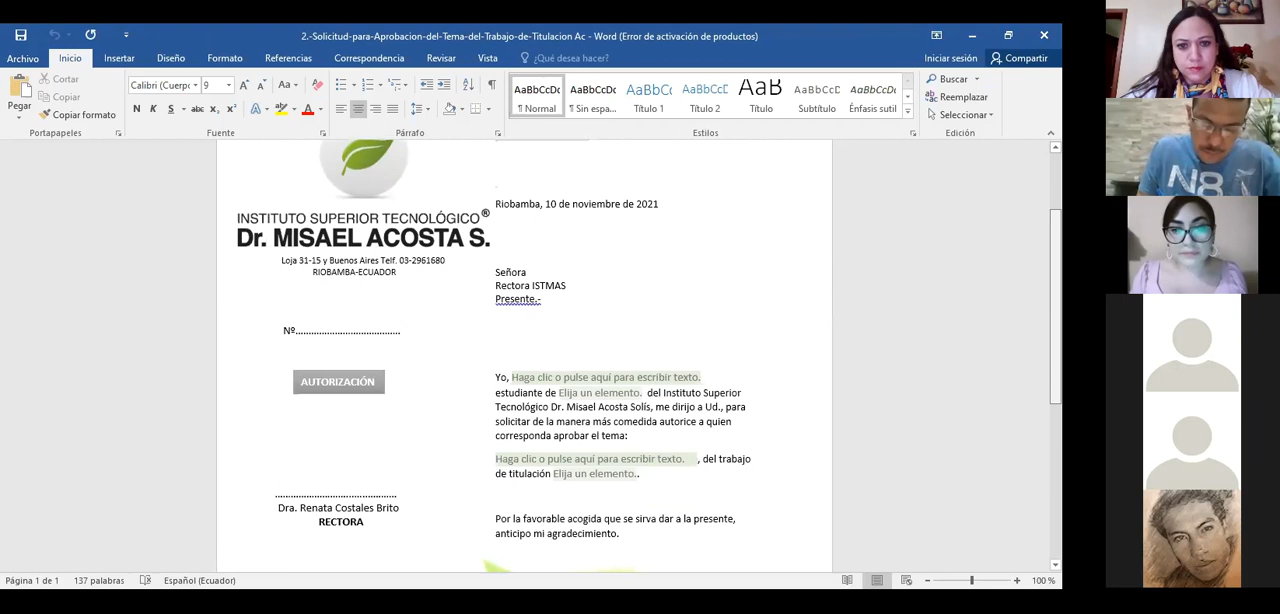 2.-Solicitud-para-Aprobacion-del-Tema-del-Trabajo-de-Titulacion Ac - Word (Error de activación de productos)
Archivo Inicio Insertar Diseño Formato Referencias Correspondencia Revisar Vista ¿Qué desea hacer? Iniciar sesión Compartir
Pegar
Cortar
Copiar
Copiar formato
Portapapeles
Calibri (Cuerpo 9
N K S abc x₂ x²
Fuente
Párrafo
AaBbCcDc AaBbCcDc AaBbCc AaBbCcD AaB AaBbCcD AaBbCcDc
¶ Normal ¶ Sin espa... Título 1 Título 2 Título Subtítulo Énfasis sutil
Estilos
Buscar
Reemplazar
Seleccionar
Edición
INSTITUTO SUPERIOR TECNOLÓGICO®
Dr. MISAEL ACOSTA S.
Loja 31-15 y Buenos Aires Telf. 03-2961680
RIOBAMBA-ECUADOR
Nº.......................................
AUTORIZACIÓN
Dra. Renata Costales Brito
RECTORA
Riobamba, 10 de noviembre de 2021
Señora
Rectora ISTMAS
Presente.-
Yo, Haga clic o pulse aquí para escribir texto.
estudiante de Elija un elemento. del Instituto Superior
Tecnológico Dr. Misael Acosta Solís, me dirijo a Ud., para
solicitar de la manera más comedida autorice a quien
corresponda aprobar el tema:
Haga clic o pulse aquí para escribir texto. , del trabajo
de titulación Elija un elemento..
Por la favorable acogida que se sirva dar a la presente,
anticipo mi agradecimiento.
Página 1 de 1 137 palabras Español (Ecuador) 100 %
N8